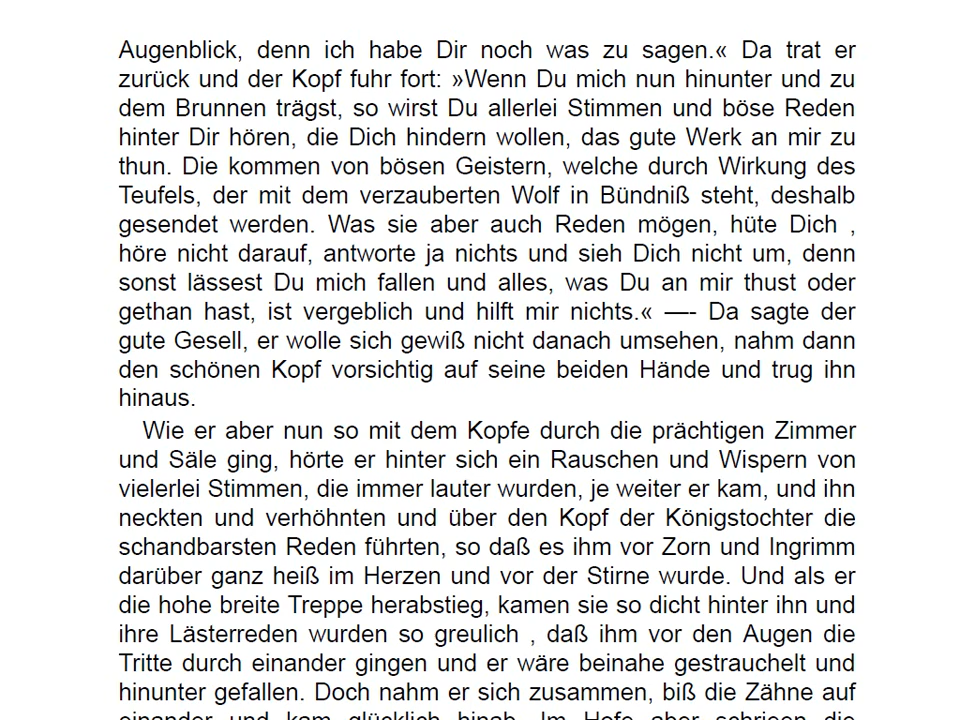 Augenblick, denn ich habe Dir noch was zu sagen.« Da trat er
zurück und der Kopf fuhr fort: »Wenn Du mich nun hinunter und zu
dem Brunnen trägst, so wirst Du allerlei Stimmen und böse Reden
hinter Dir hören, die Dich hindern wollen, das gute Werk an mir zu
thun. Die kommen von bösen Geistern, welche durch Wirkung des
Teufels, der mit dem verzauberten Wolf in Bündniß steht, deshalb
gesendet werden. Was sie aber auch Reden mögen, hüte Dich ,
höre nicht darauf, antworte ja nichts und sieh Dich nicht um, denn
sonst lässest Du mich fallen und alles, was Du an mir thust oder
gethan hast, ist vergeblich und hilft mir nichts.« —- Da sagte der
gute Gesell, er wolle sich gewiß nicht danach umsehen, nahm dann
den schönen Kopf vorsichtig auf seine beiden Hände und trug ihn
hinaus.
Wie er aber nun so mit dem Kopfe durch die prächtigen Zimmer
und Säle ging, hörte er hinter sich ein Rauschen und Wispern von
vielerlei Stimmen, die immer lauter wurden, je weiter er kam, und ihn
neckten und verhöhnten und über den Kopf der Königstochter die
schandbarsten Reden führten, so daß es ihm vor Zorn und Ingrimm
darüber ganz heiß im Herzen und vor der Stirne wurde. Und als er
die hohe breite Treppe herabstieg, kamen sie so dicht hinter ihn und
ihre Lästerreden wurden so greulich , daß ihm vor den Augen die
Tritte durch einander gingen und er wäre beinahe gestrauchelt und
hinunter gefallen. Doch nahm er sich zusammen, biß die Zähne auf
einander und kam glücklich hinab. Im Hofe aber schrieen die